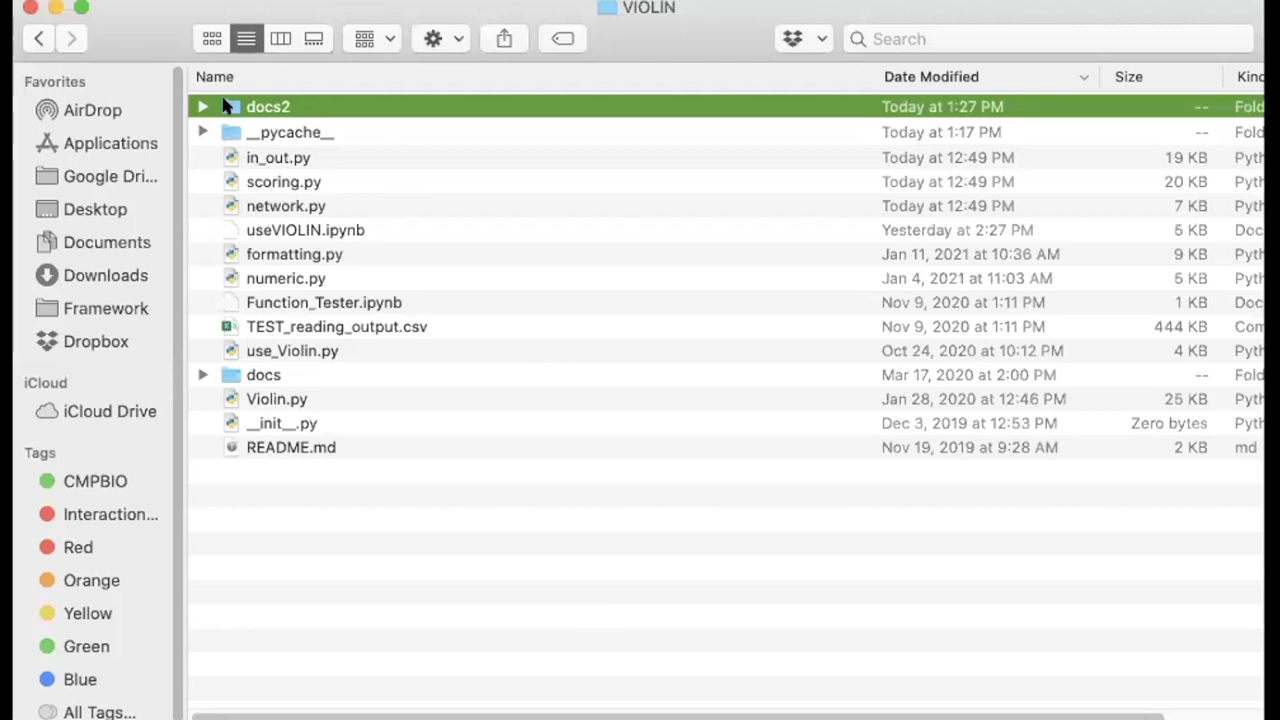 VIOLIN
Search
Favorites
AirDrop
Applications
Google Dri...
Desktop
Documents
Downloads
Framework
Dropbox
iCloud
iCloud Drive
Tags
CMPBIO
Interaction...
Red
Orange
Yellow
Green
Blue
All Tags...
Name Date Modified Size Kind
docs2 Today at 1:27 PM -- Fold
__pycache__ Today at 1:17 PM -- Fold
in_out.py Today at 12:49 PM 19 KB Pyth
scoring.py Today at 12:49 PM 20 KB Pyth
network.py Today at 12:49 PM 7 KB Pyth
useVIOLIN.ipynb Yesterday at 2:27 PM 5 KB Doc
formatting.py Jan 11, 2021 at 10:36 AM 9 KB Pyth
numeric.py Jan 4, 2021 at 11:03 AM 5 KB Pyth
Function_Tester.ipynb Nov 9, 2020 at 1:11 PM 1 KB Doc
TEST_reading_output.csv Nov 9, 2020 at 1:11 PM 444 KB Com
use_Violin.py Oct 24, 2020 at 10:12 PM 4 KB Pyth
docs Mar 17, 2020 at 2:00 PM -- Fold
Violin.py Jan 28, 2020 at 12:46 PM 25 KB Pyth
__init__.py Dec 3, 2019 at 12:53 PM Zero bytes Pyth
README.md Nov 19, 2019 at 9:28 AM 2 KB md